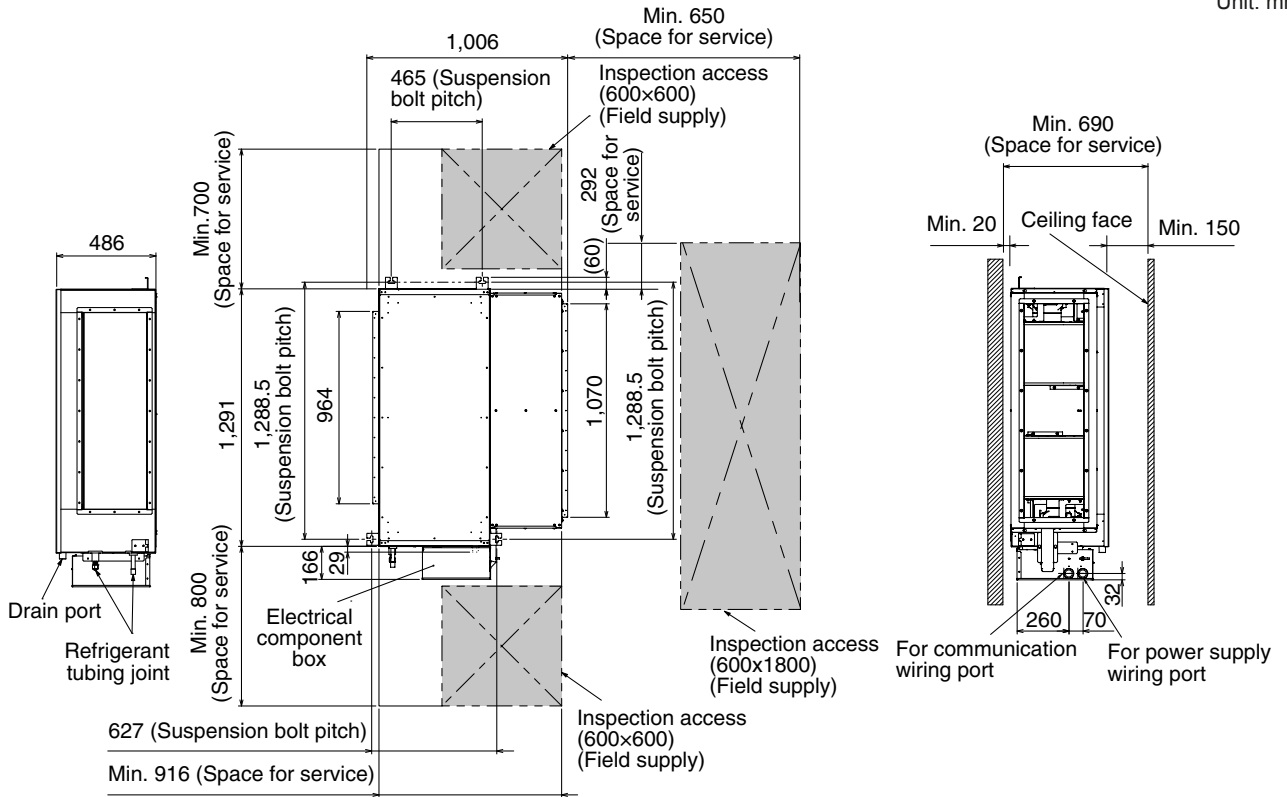 Unit: m
Min. 650
(Space for service)
1,006
465 (Suspension
bolt pitch)
Inspection access
(600×600)
(Field supply)
Min.700
(Space for service)
292
(Space for
service)
(60)
486
1,291
1,288.5
(Suspension bolt pitch)
964
1,070
1,288.5
(Suspension bolt pitch)
Min. 690
(Space for service)
Min. 20
Ceiling face
Min. 150
166
29
Drain port
Refrigerant
tubing joint
Min. 800
(Space for service)
Electrical
component
box
Inspection access
(600x1800)
(Field supply)
Inspection access
(600×600)
(Field supply)
627 (Suspension bolt pitch)
Min. 916 (Space for service)
32
260
70
For communication
wiring port
For power supply
wiring port